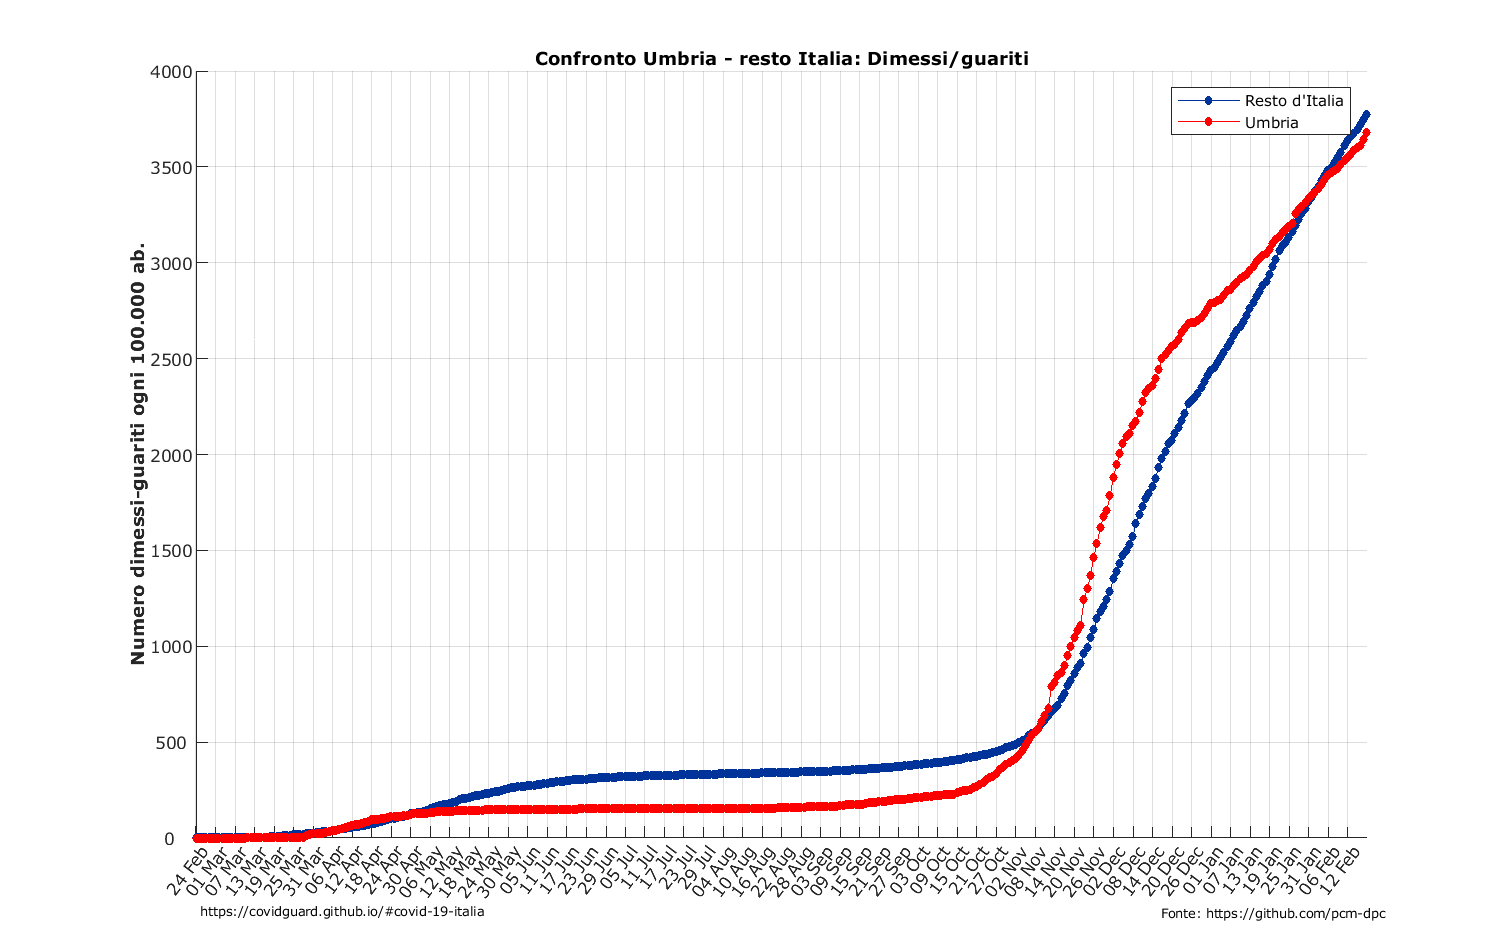 Confronto Umbria - resto Italia: Dimessi/guariti
Numero dimessi-guariti ogni 100.000 ab.
4000
3500
3000
2500
2000
1500
1000
500
0
Resto d'Italia
Umbria
24 Feb
01 Mar
07 Mar
13 Mar
19 Mar
25 Mar
31 Mar
06 Apr
12 Apr
18 Apr
24 Apr
30 Apr
06 May
12 May
18 May
24 May
30 May
05 Jun
11 Jun
17 Jun
23 Jun
29 Jun
05 Jul
11 Jul
17 Jul
23 Jul
29 Jul
04 Aug
10 Aug
16 Aug
22 Aug
28 Aug
03 Sep
09 Sep
15 Sep
21 Sep
27 Sep
03 Oct
09 Oct
15 Oct
21 Oct
27 Oct
02 Nov
08 Nov
14 Nov
20 Nov
26 Nov
02 Dec
08 Dec
14 Dec
20 Dec
26 Dec
01 Jan
07 Jan
13 Jan
19 Jan
25 Jan
31 Jan
06 Feb
12 Feb
https://covidguard.github.io/#covid-19-italia
Fonte: https://github.com/pcm-dpc